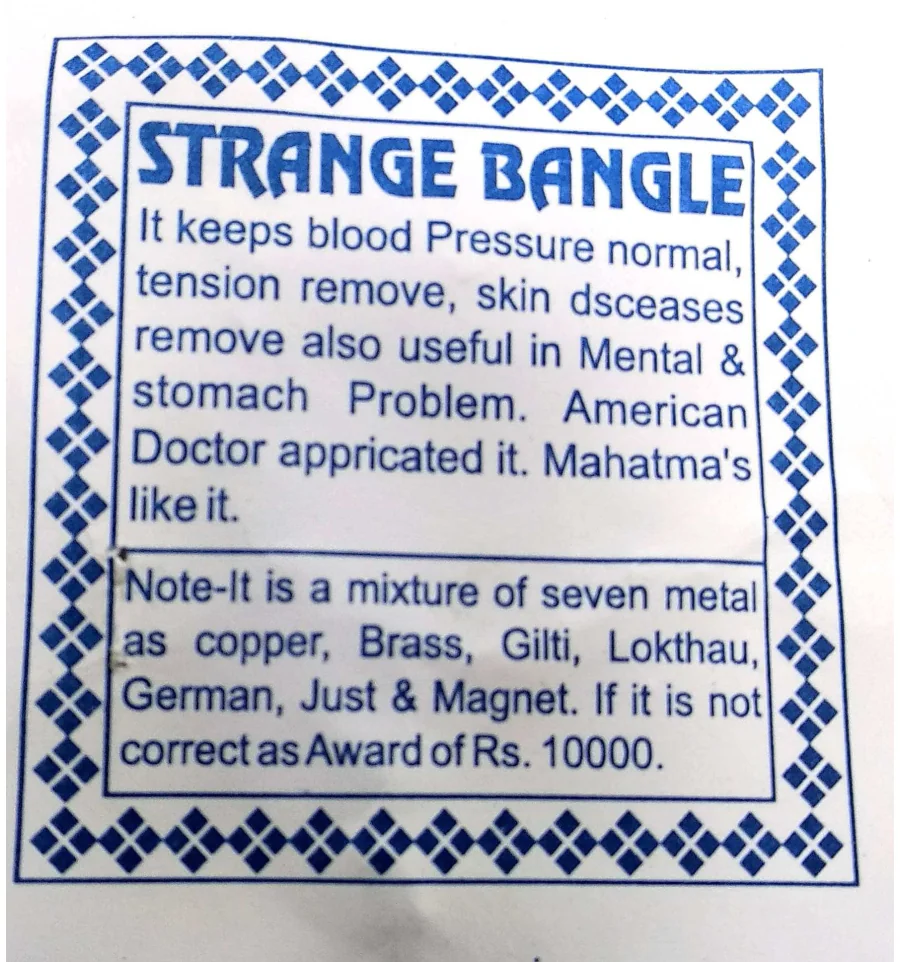 STRANGE BANGLE
It keeps blood Pressure normal,
tension remove, skin dsceases
remove also useful in Mental &
stomach Problem. American
Doctor appricated it. Mahatma's
like it.
Note-It is a mixture of seven metal
as copper, Brass, Gilti, Lokthau,
German, Just & Magnet. If it is not
correct as Award of Rs. 10000.